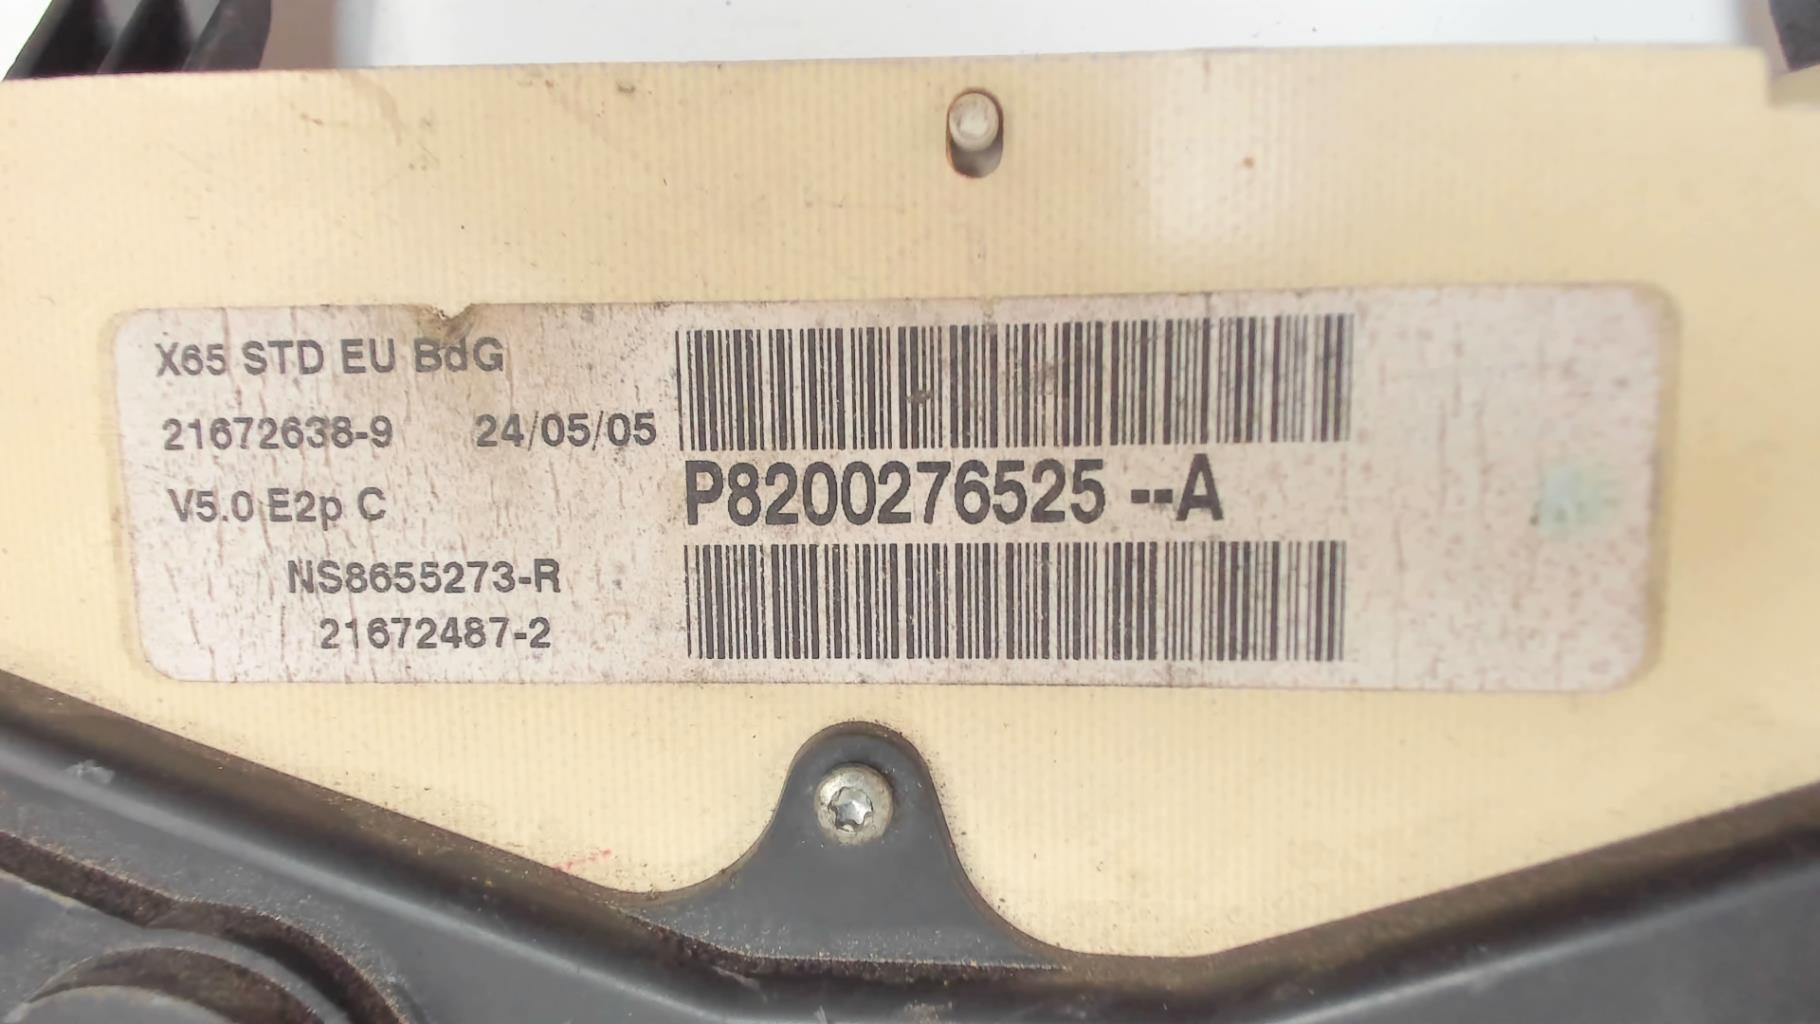 X65 STD EU BdG
21672638-9 24/05/05
V5.0 E2p C
P8200276525 --A
NS8655273-R
21672487-2